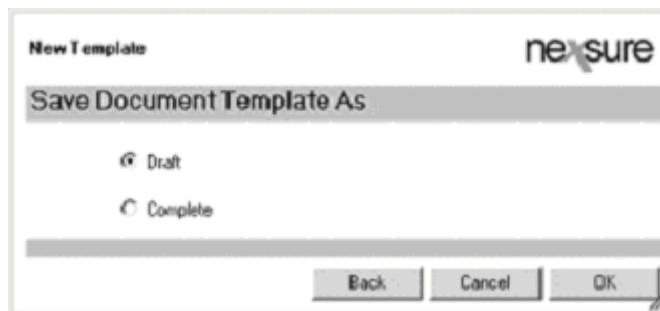 New Template
nexsure
Save Document Template As
Draft
Complete
Back Cancel OK